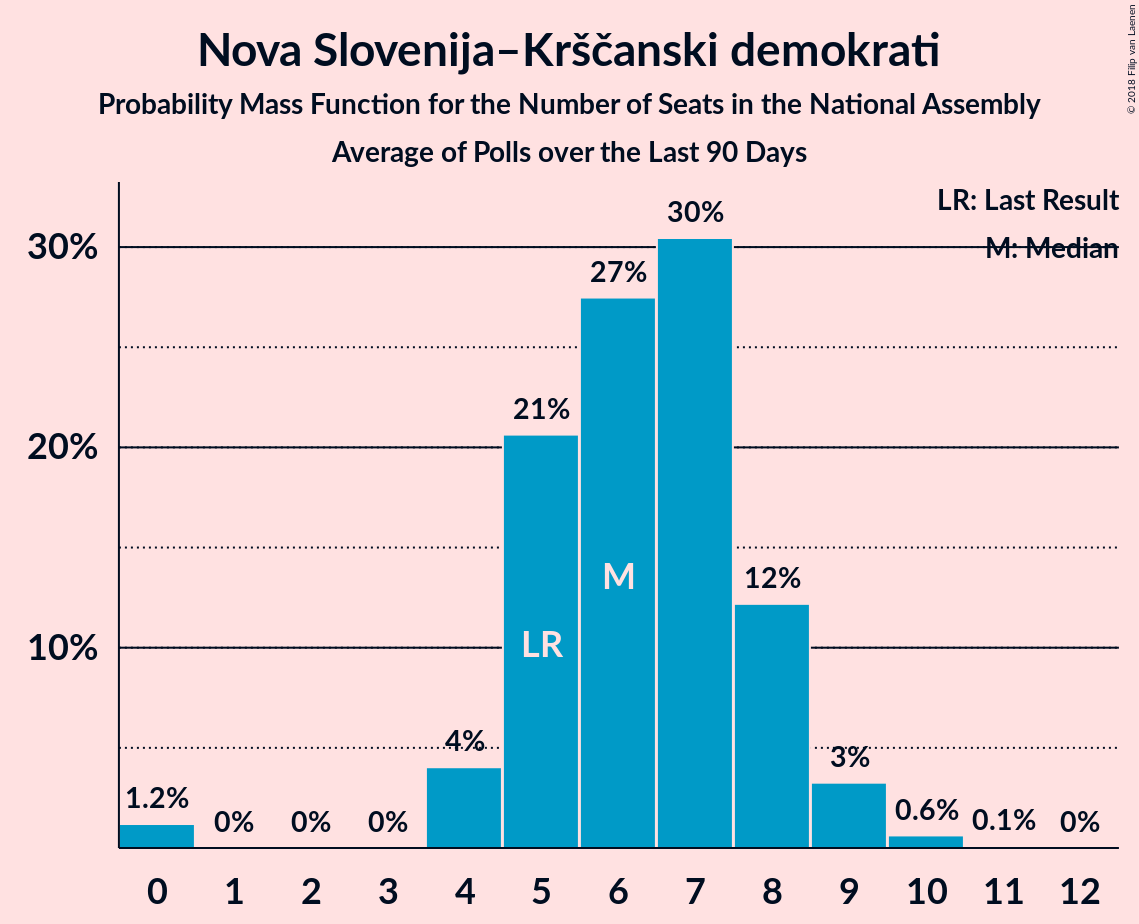 Nova Slovenija–Krščanski demokrati
Probability Mass Function for the Number of Seats in the National Assembly
Average of Polls over the Last 90 Days
© 2018 Filip van Laenen
LR: Last Result
M: Median
30%
20%
10%
1.2%
0%
0%
0%
4%
21%
27%
30%
12%
3%
0.6%
0.1%
0%
LR
M
0 1 2 3 4 5 6 7 8 9 10 11 12